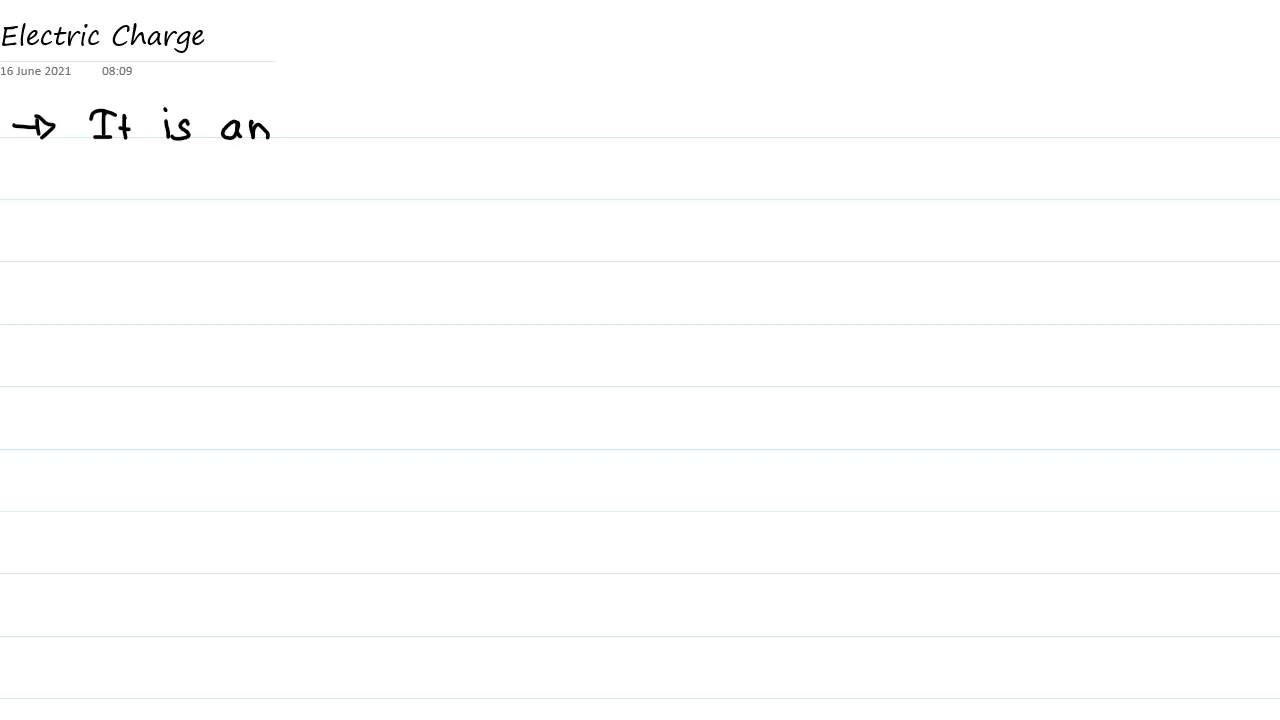 Electric Charge
16 June 2021 08:09
→ It is an